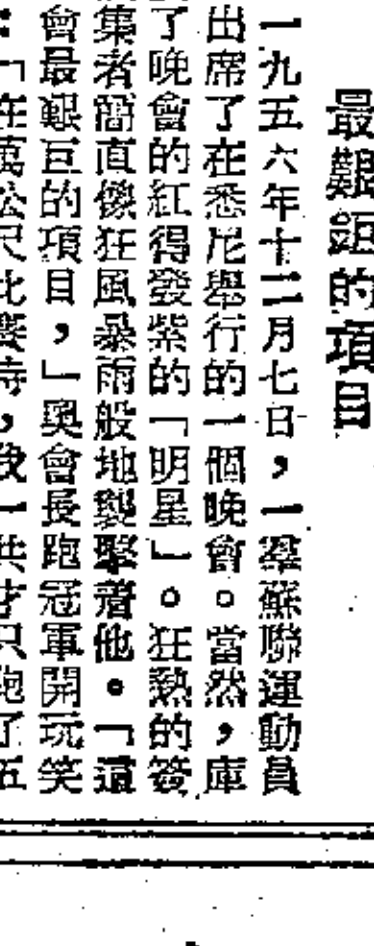 最艱鉅的項目
一九五六年十二月七日，一羣蘇聯運動員
出席了在悉尼舉行的一個晚會。當然，庫
了晚會的紅得發紫的「明星」。狂熱的簽
集者簡直像狂風暴雨般地襲擊着他。「這
會最艱巨的項目，」奧會長跑冠軍開玩笑
：「在萬公尺比賽時，我一共才只跑了五